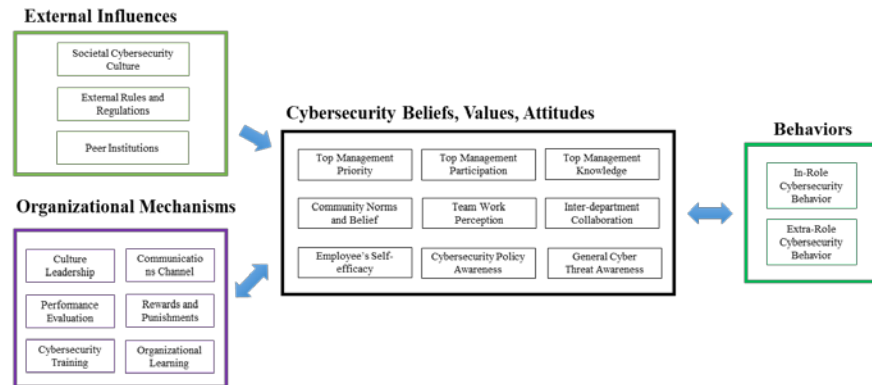 External Influences
Societal Cybersecurity
Culture
External Rules and
Regulations
Peer Institutions
Organizational Mechanisms
Culture
Leadership
Communicatio
ns Channel
Performance
Evaluation
Rewards and
Punishments
Cybersecurity
Training
Organizational
Learning
Cybersecurity Beliefs, Values, Attitudes
Top Management
Priority
Top Management
Participation
Top Management
Knowledge
Community Norms
and Belief
Team Work
Perception
Inter-department
Collaboration
Employee's Self-
efficacy
Cybersecurity Policy
Awareness
General Cyber
Threat Awareness
Behaviors
In-Role
Cybersecurity
Behavior
Extra-Role
Cybersecurity
Behavior